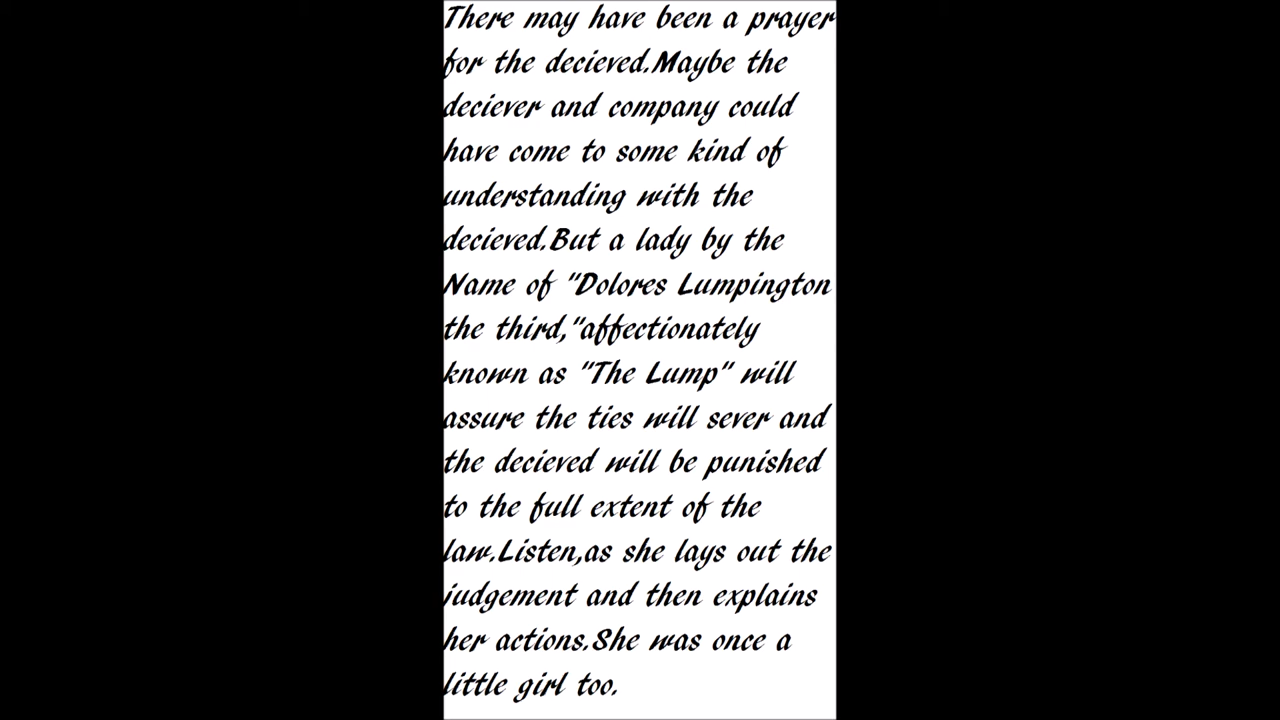 There may have been a prayer
for the decieved.Maybe the
deciever and company could
have come to some kind of
understanding with the
decieved.But a lady by the
Name of "Dolores Lumpington
the third,"affectionately
known as "The Lump" will
assure the ties will sever and
the decieved will be punished
to the full extent of the
law.Listen,as she lays out the
judgement and then explains
her actions.She was once a
little girl too.